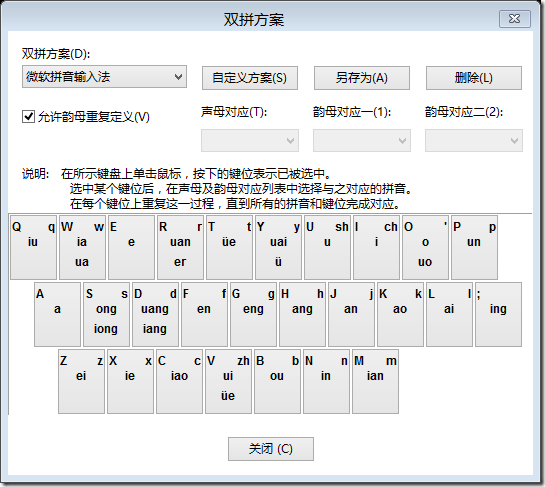 双拼方案
双拼方案(D):
微软拼音输入法
自定义方案(S)
另存为(A)
删除(L)
允许韵母重复定义(V)
声母对应(T):
韵母对应一(1):
韵母对应二(2):
说明: 在所示键盘上单击鼠标，按下的键位表示已被选中。
选中某个键位后，在声母及韵母对应列表中选择与之对应的拼音。
在每个键位上重复这一过程，直到所有的拼音和键位完成对应。
Q q W w E e R r T t Y y U sh I ch O ' P p
iu ia e uan üe uai u i o un
ua er ü uo
A a S s D d F f G g H h J j K k L l ;
a ong uang en eng ang an ao ai ing
iong iang
Z z X x C c V zh B b N n M m
ei ie iao ui ou in ian
üe
关闭 (C)